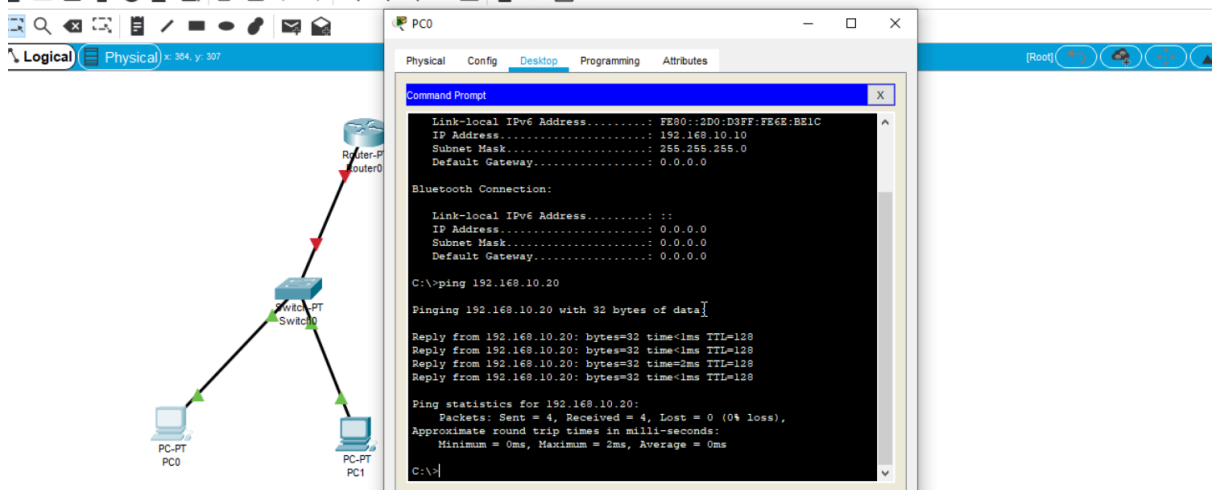 PC0
Logical
Physical
x: 364, y: 307
[Root]
Physical Config Desktop Programming Attributes
Command Prompt
X
Link-local IPv6 Address.........: FE80::2D0:D3FF:FE6E:BE1C
IP Address......................: 192.168.10.10
Subnet Mask.....................: 255.255.255.0
Default Gateway.................: 0.0.0.0
Bluetooth Connection:
Link-local IPv6 Address.........: ::
IP Address......................: 0.0.0.0
Subnet Mask.....................: 0.0.0.0
Default Gateway.................: 0.0.0.0
C:\>ping 192.168.10.20
Pinging 192.168.10.20 with 32 bytes of data:
Reply from 192.168.10.20: bytes=32 time<1ms TTL=128
Reply from 192.168.10.20: bytes=32 time<1ms TTL=128
Reply from 192.168.10.20: bytes=32 time=2ms TTL=128
Reply from 192.168.10.20: bytes=32 time<1ms TTL=128
Ping statistics for 192.168.10.20:
Packets: Sent = 4, Received = 4, Lost = 0 (0% loss),
Approximate round trip times in milli-seconds:
Minimum = 0ms, Maximum = 2ms, Average = 0ms
C:\>
Router-P
Router0
Switch-PT
Switch0
PC-PT
PC0
PC-PT
PC1